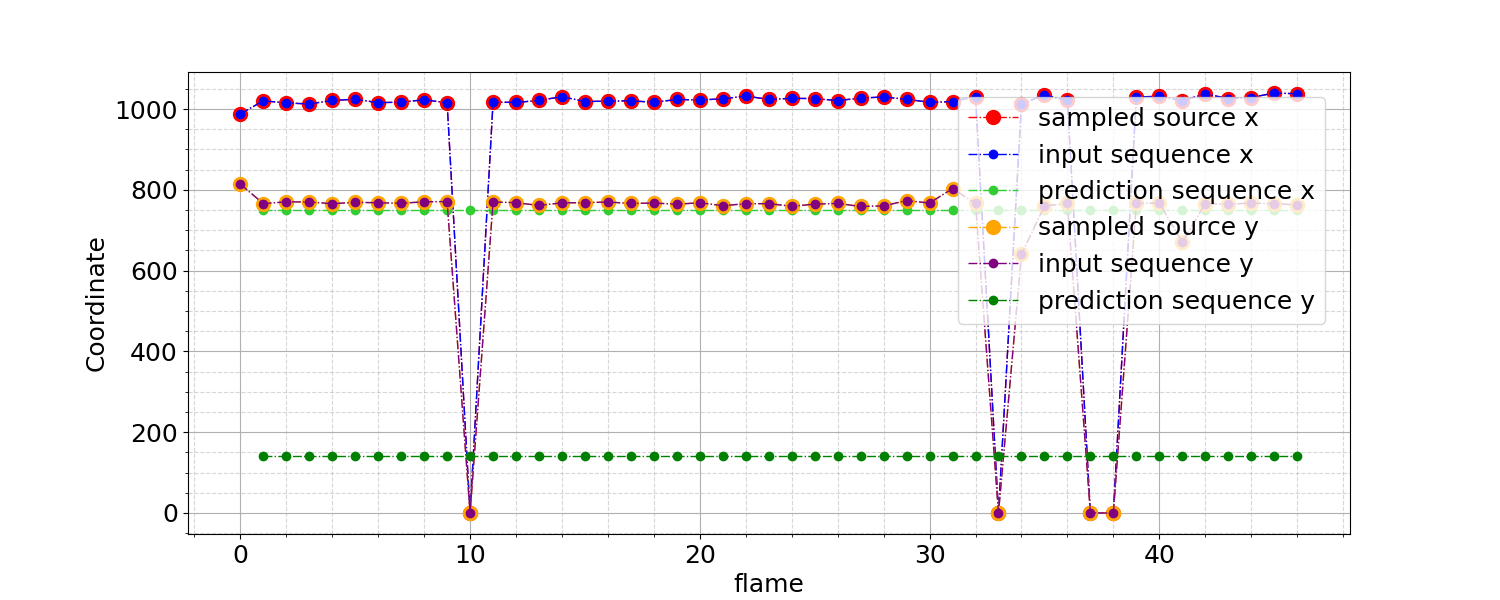 1000
800
600
400
200
0
Coordinate
sampled source x
input sequence x
prediction sequence x
sampled source y
input sequence y
prediction sequence y
0 10 20 30 40
flame